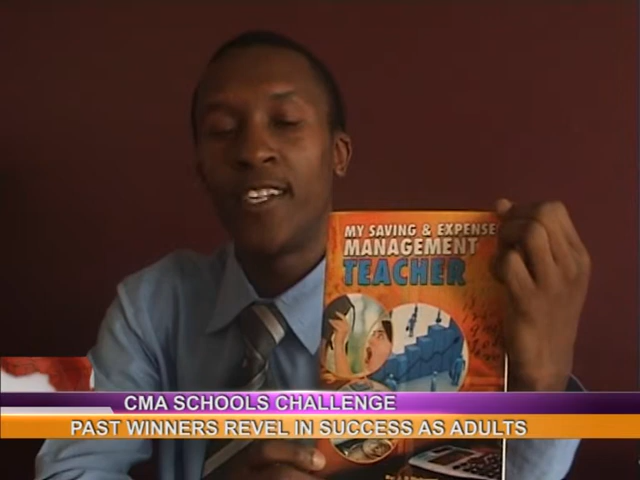 MY SAVING & EXPENSE
MANAGEMENT
TEACHER
CMA SCHOOLS CHALLENGE
PAST WINNERS REVEL IN SUCCESS AS ADULTS